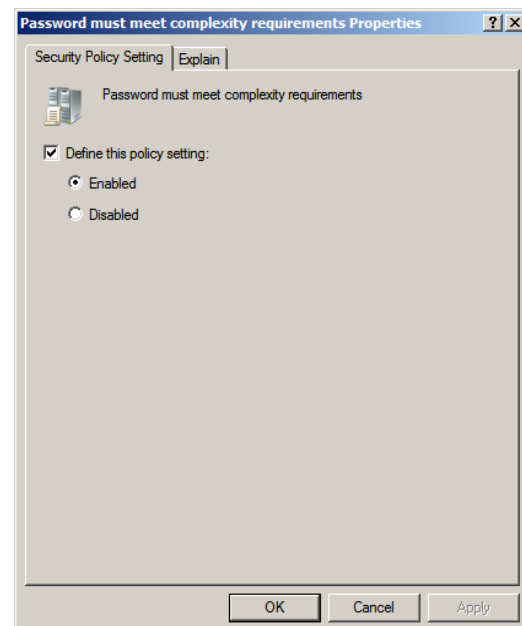 Password must meet complexity requirements Properties
Security Policy Setting
Explain
Password must meet complexity requirements
Define this policy setting:
Enabled
Disabled
OK
Cancel
Apply